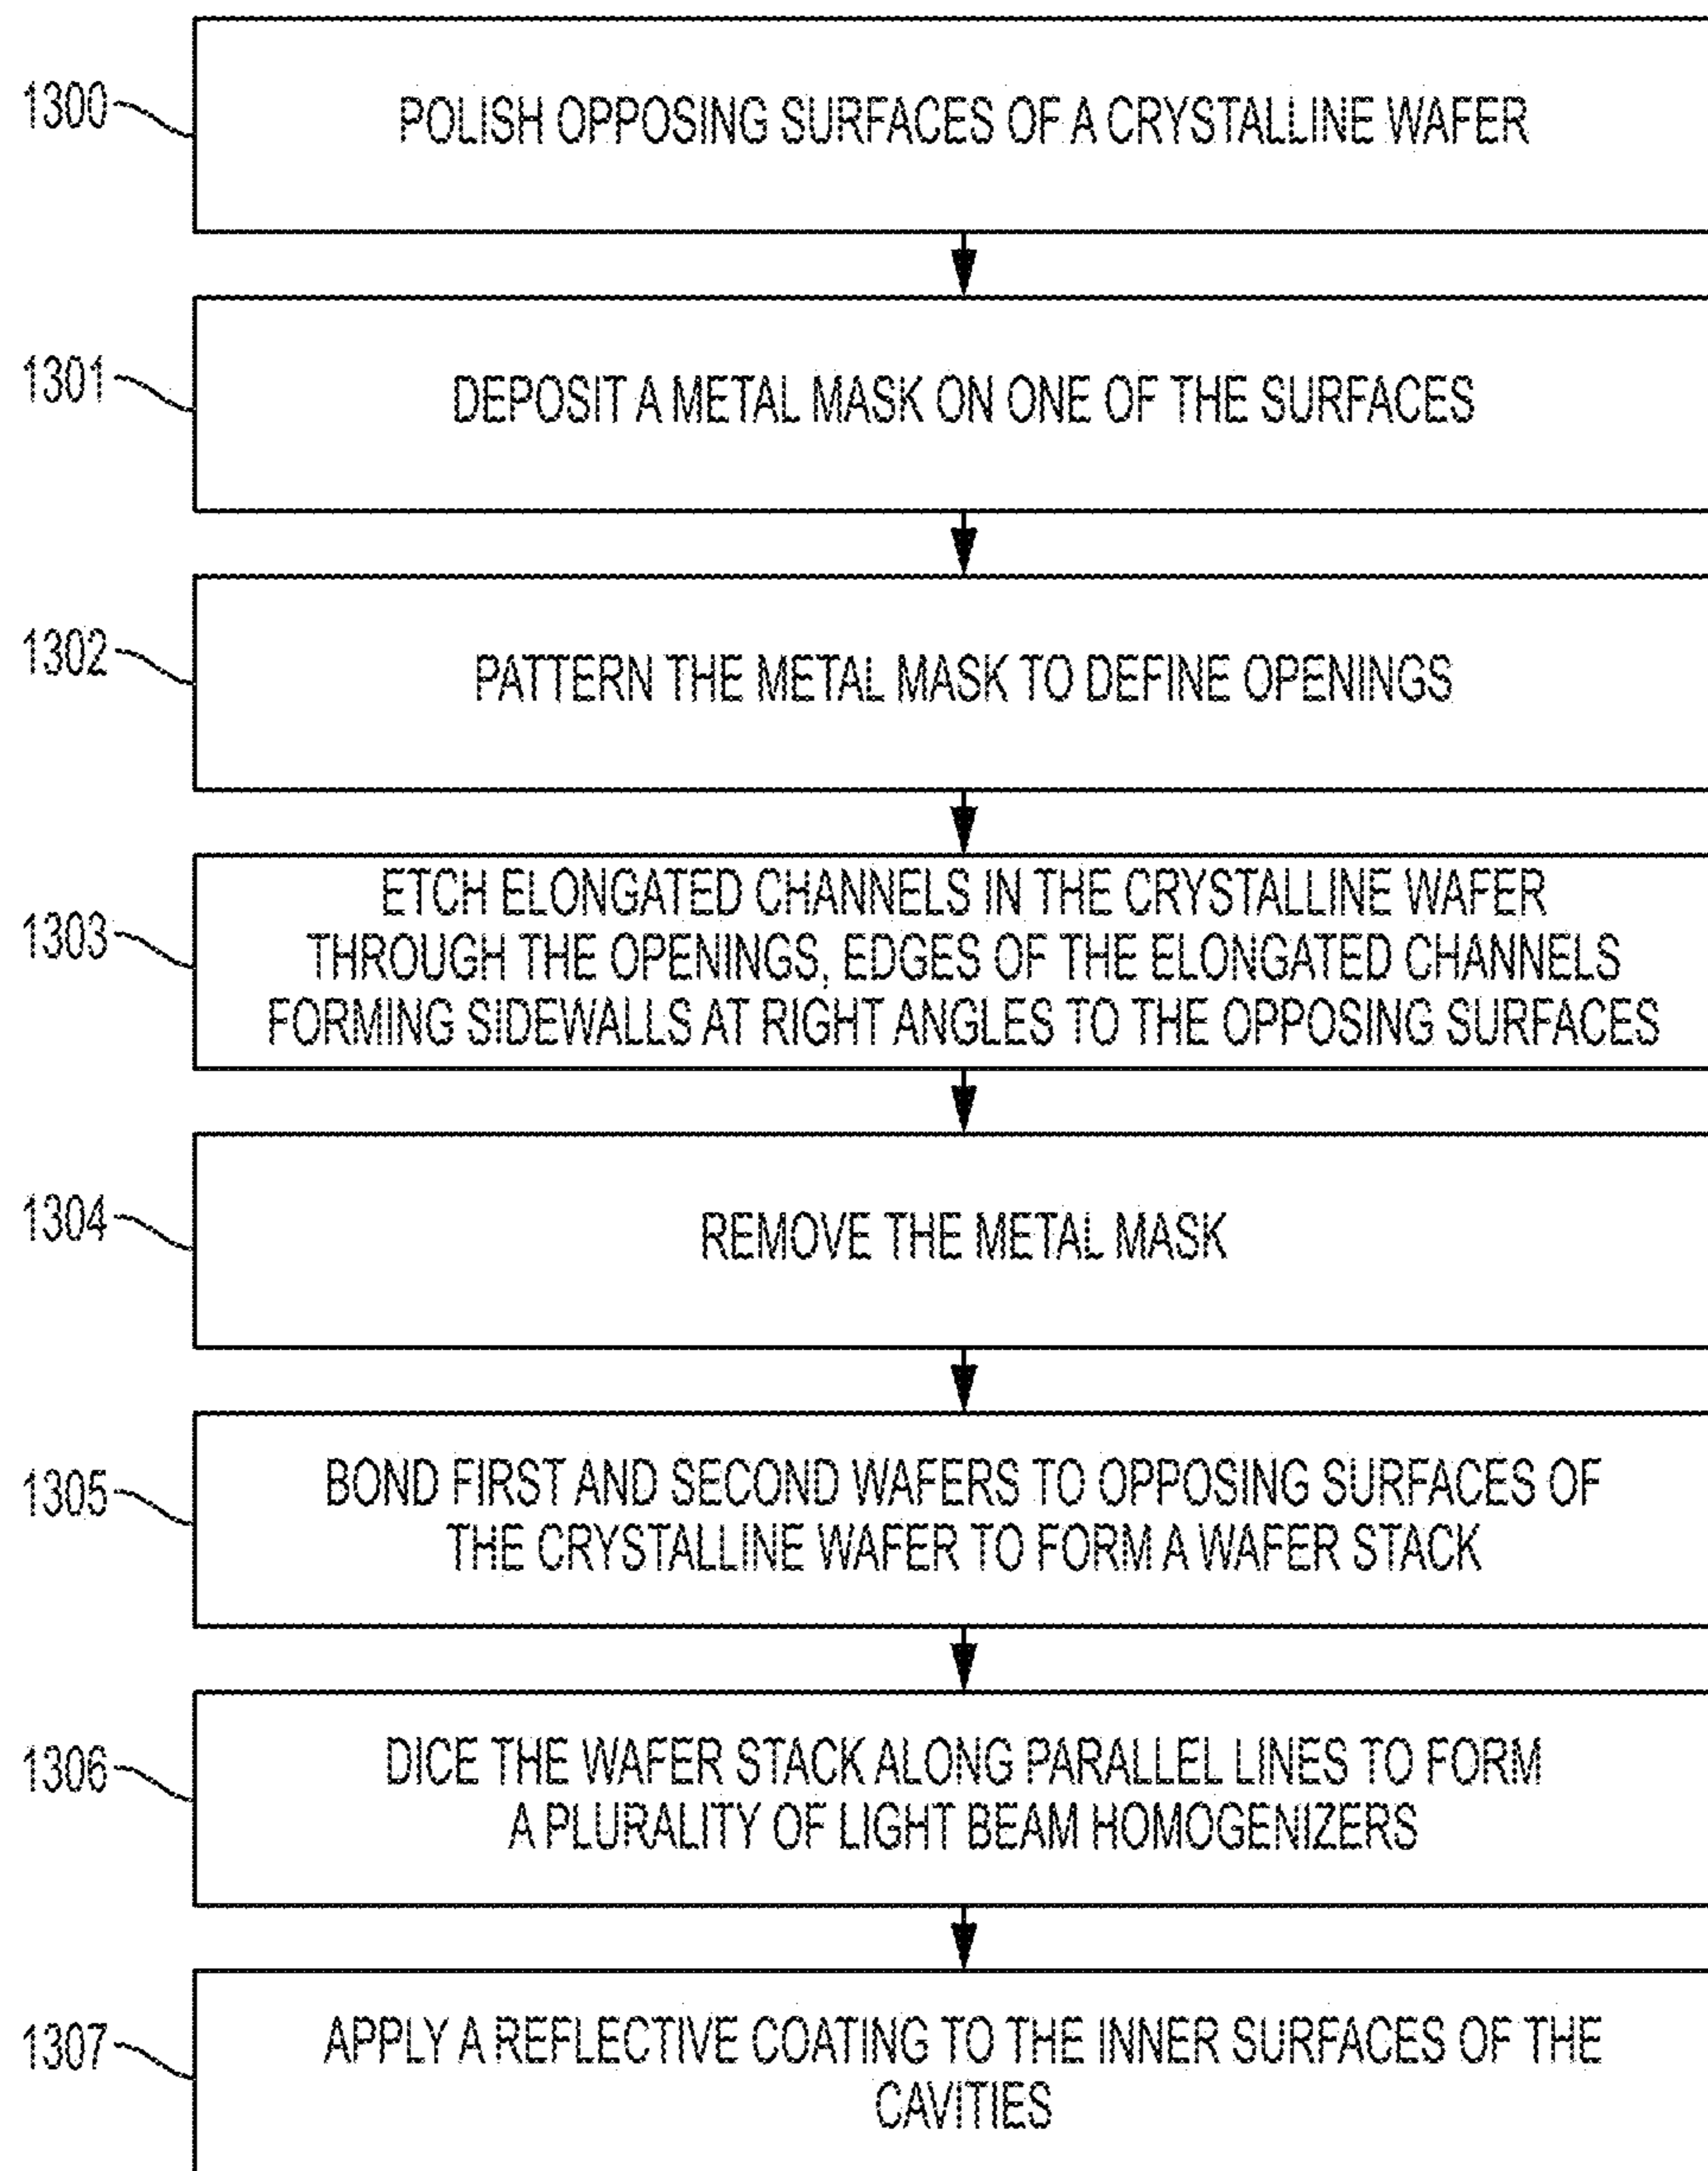 1300
POLISH OPPOSING SURFACES OF A CRYSTALLINE WAFER
1301
DEPOSIT A METAL MASK ON ONE OF THE SURFACES
1302
PATTERN THE METAL MASK TO DEFINE OPENINGS
1303
ETCH ELONGATED CHANNELS IN THE CRYSTALLINE WAFER
THROUGH THE OPENINGS, EDGES OF THE ELONGATED CHANNELS
FORMING SIDEWALLS AT RIGHT ANGLES TO THE OPPOSING SURFACES
1304
REMOVE THE METAL MASK
1305
BOND FIRST AND SECOND WAFERS TO OPPOSING SURFACES OF
THE CRYSTALLINE WAFER TO FORM A WAFER STACK
1306
DICE THE WAFER STACK ALONG PARALLEL LINES TO FORM
A PLURALITY OF LIGHT BEAM HOMOGENIZERS
1307
APPLY A REFLECTIVE COATING TO THE INNER SURFACES OF THE
CAVITIES